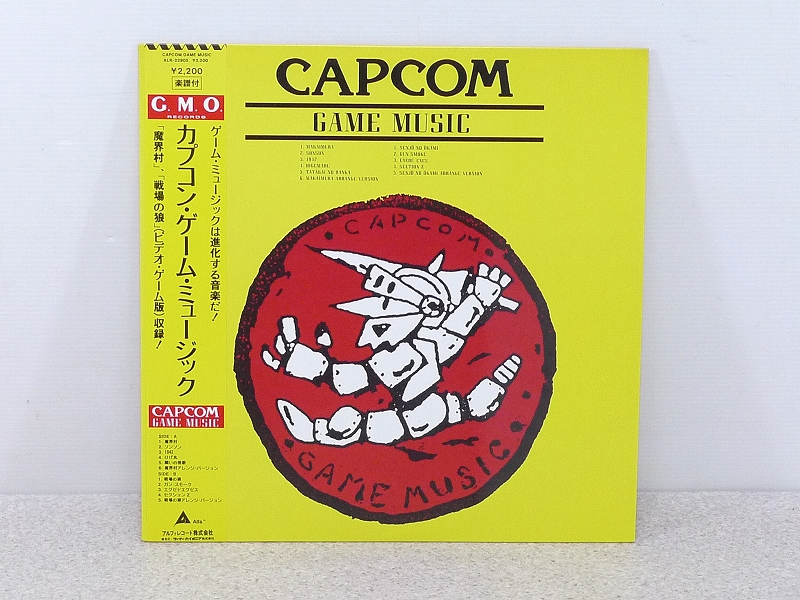 CAPCOM GAME MUSIC
ALR-22905 ¥2,200
¥2,200
楽譜付
G. M. O.
RECORDS
ゲーム・ミュージックは進化する音楽だ!
カプコン・ゲーム・ミュージック
「魔界村」、「戦場の狼」(ビデオ・ゲーム版)収録!
CAPCOM
GAME MUSIC
SIDE:A
1. 魔界村
2. ソンソン
3. 1942
4. ひげ丸
5. 闘いの挽歌
6. 魔界村アレンジ・バージョン
SIDE:B
1. 戦場の狼
2. ガン・スモーク
3. エグゼドエグゼス
4. セクションZ
5. 戦場の狼アレンジ・バージョン
Alfa
アルファレコード株式会社
CAPCOM
GAME MUSIC
1. MAKAIMURA
2. SONSON
3. 1942
4. HIGEMARU
5. TATAKAI NO BANKA
6. MAKAIMURA ARRANGE VERSION
1. SENJO NO OKAMI
2. GUN SMOKE
3. EXEDE EXES
4. SECTION Z
5. SENJO NO OKAMI ARRANGE VERSION
CAPCOM
GAME MUSIC